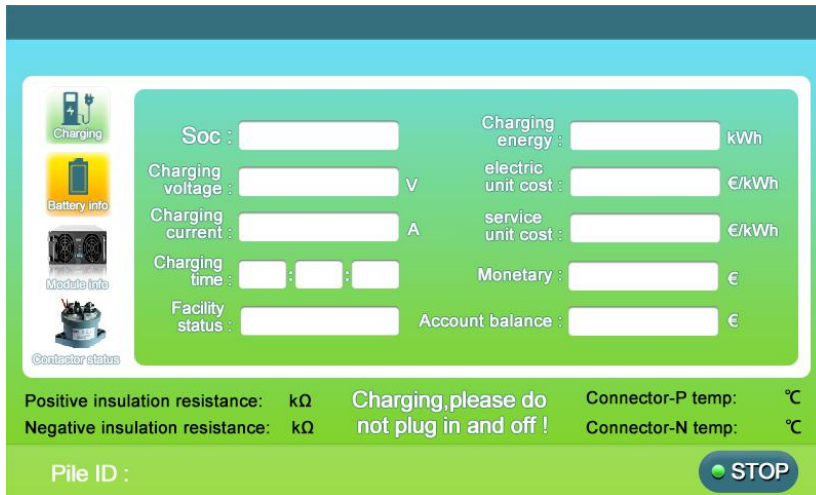 Charging
Battery info
Module info
Contactor status
Soc :
Charging
voltage :
V
Charging
current :
A
Charging
time :
:
:
Facility
status :
Charging
energy :
kWh
electric
unit cost :
€/kWh
service
unit cost :
€/kWh
Monetary :
€
Account balance :
€
Positive insulation resistance: kΩ
Negative insulation resistance: kΩ
Charging,please do
not plug in and off !
Connector-P temp: ℃
Connector-N temp: ℃
Pile ID :
STOP